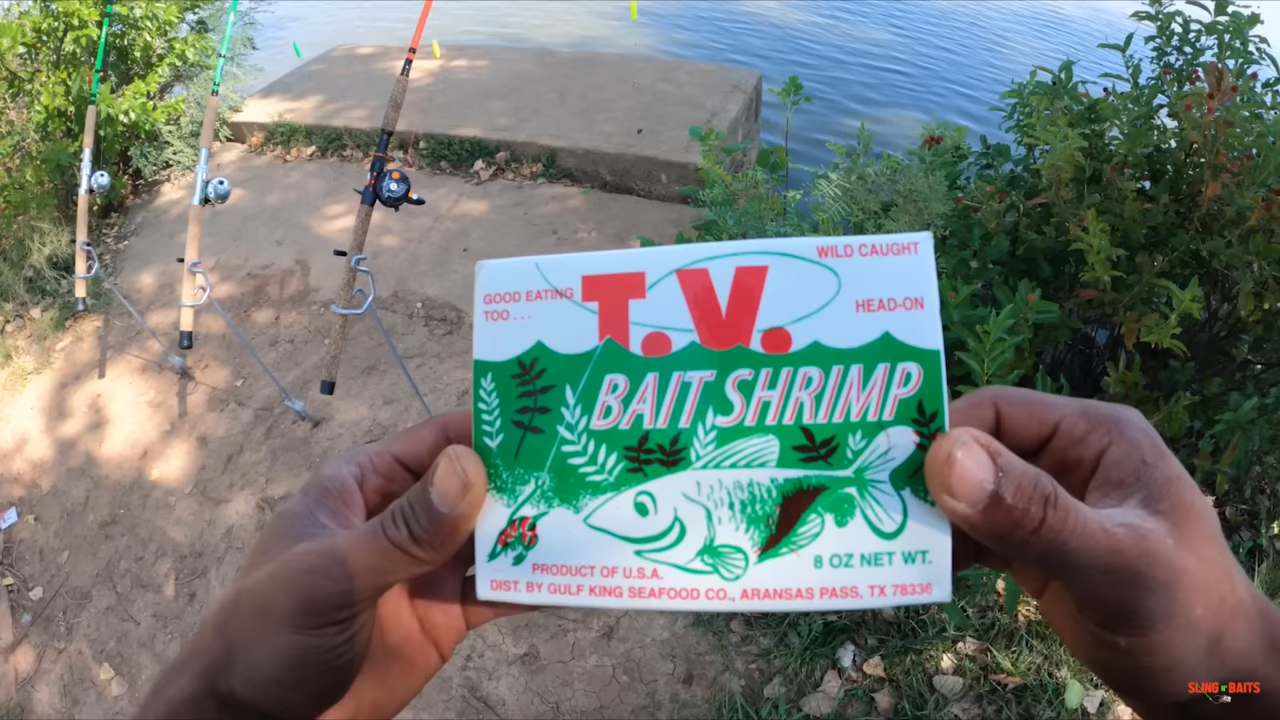 WILD CAUGHT
GOOD EATING
TOO . . .
T.V.
HEAD-ON
BAIT SHRIMP
8 OZ NET WT.
PRODUCT OF U.S.A.
DIST. BY GULF KING SEAFOOD CO., ARANSAS PASS, TX 78336
SLING N' BAITS